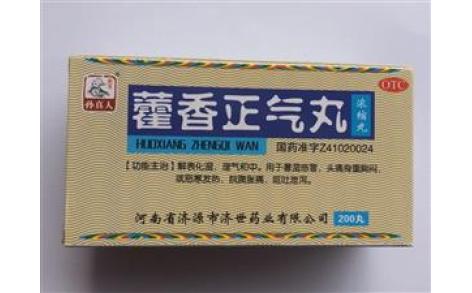 孙真人
藿香正气丸
浓缩丸
OTC
HUOXIANG ZHENGQI WAN
国药准字Z41020024
【功能主治】解表化湿，理气和中。用于暑湿感冒，头痛身重胸闷，
或恶寒发热，脘腹胀痛，呕吐泄泻。
河南省济源市济世药业有限公司
200丸